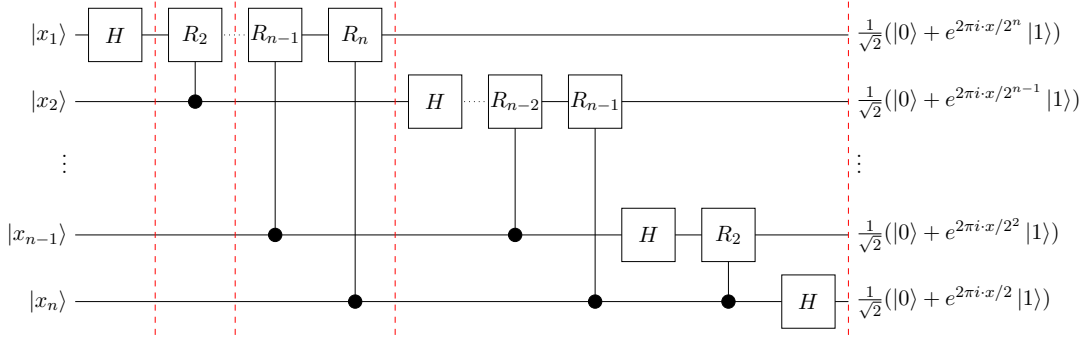 |x₁⟩ H R₂ R_{n−1} R_n 1/√2(|0⟩ + e^{2πi·x/2^n} |1⟩)
|x₂⟩ H R_{n−2} R_{n−1} 1/√2(|0⟩ + e^{2πi·x/2^{n−1}} |1⟩)
⋮ ⋮
|x_{n−1}⟩ H R₂ 1/√2(|0⟩ + e^{2πi·x/2^2} |1⟩)
|x_n⟩ H 1/√2(|0⟩ + e^{2πi·x/2} |1⟩)